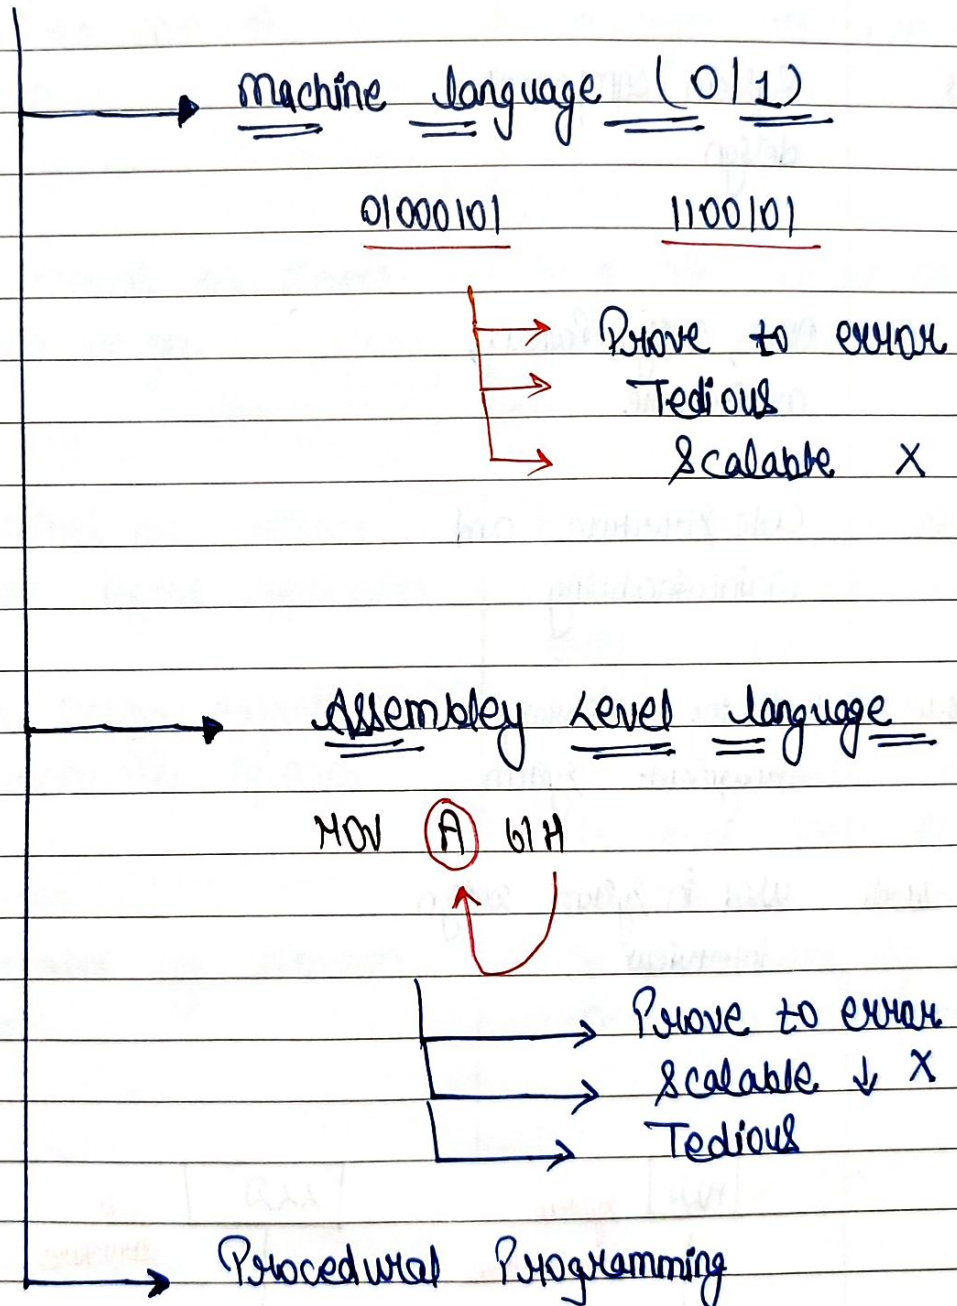 Machine language (0/1)
01000101 1100101
Prove to error
Tedious
Scalable X
Assembley Level language
MOV A 61H
Prove to error
Scalable ↓ X
Tedious
Procedural Programming